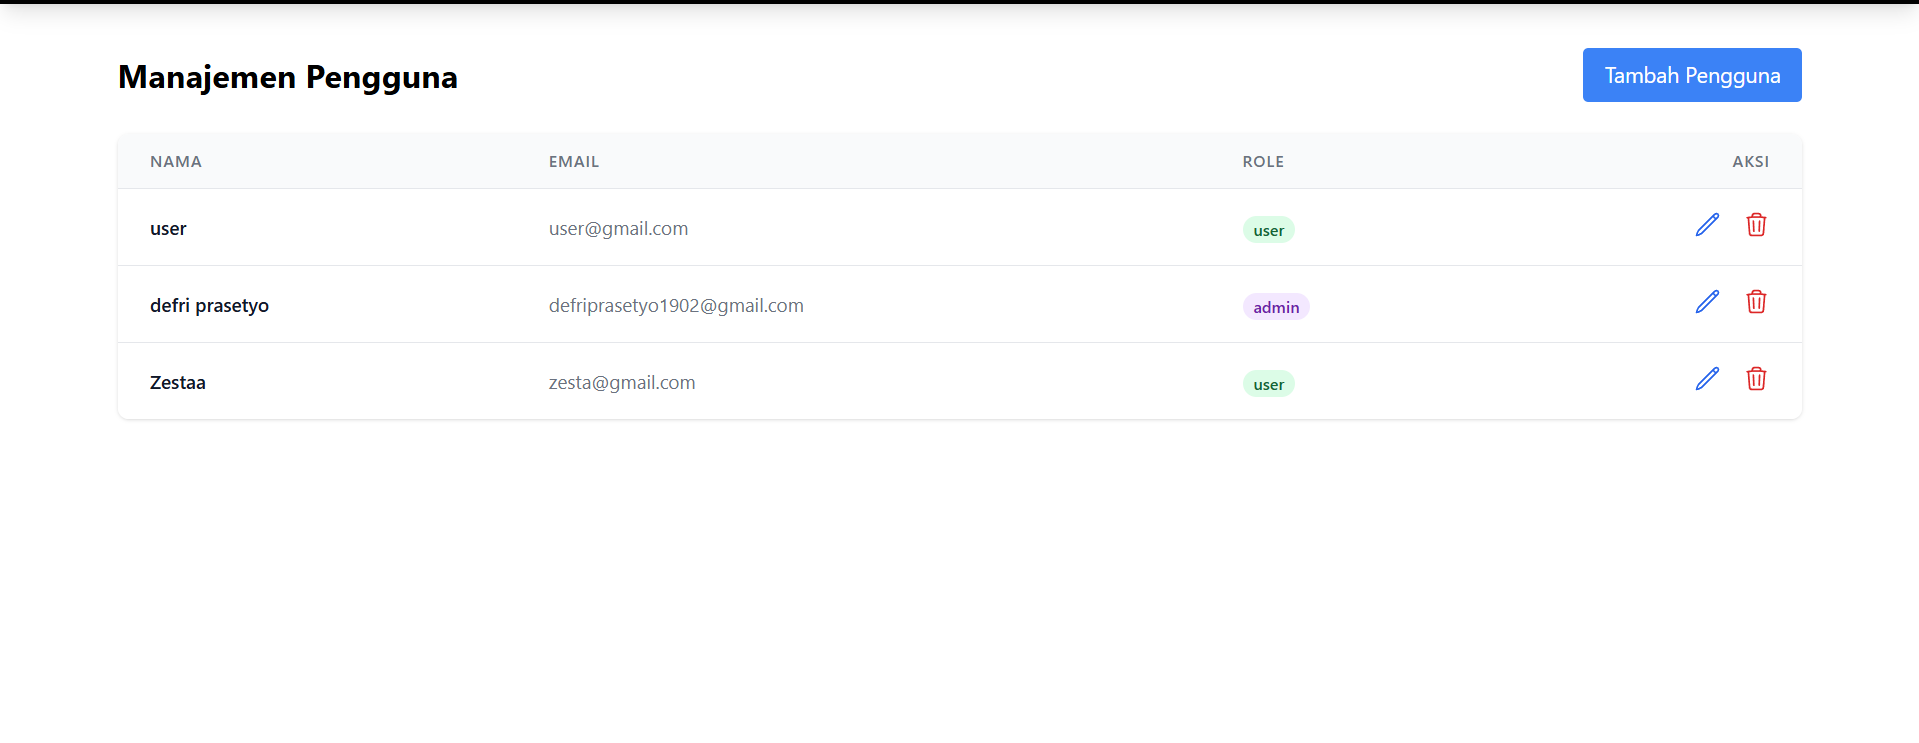 Manajemen Pengguna
Tambah Pengguna
NAMA EMAIL ROLE AKSI
user user@gmail.com user
defri prasetyo defriprasetyo1902@gmail.com admin
Zestaa zesta@gmail.com user